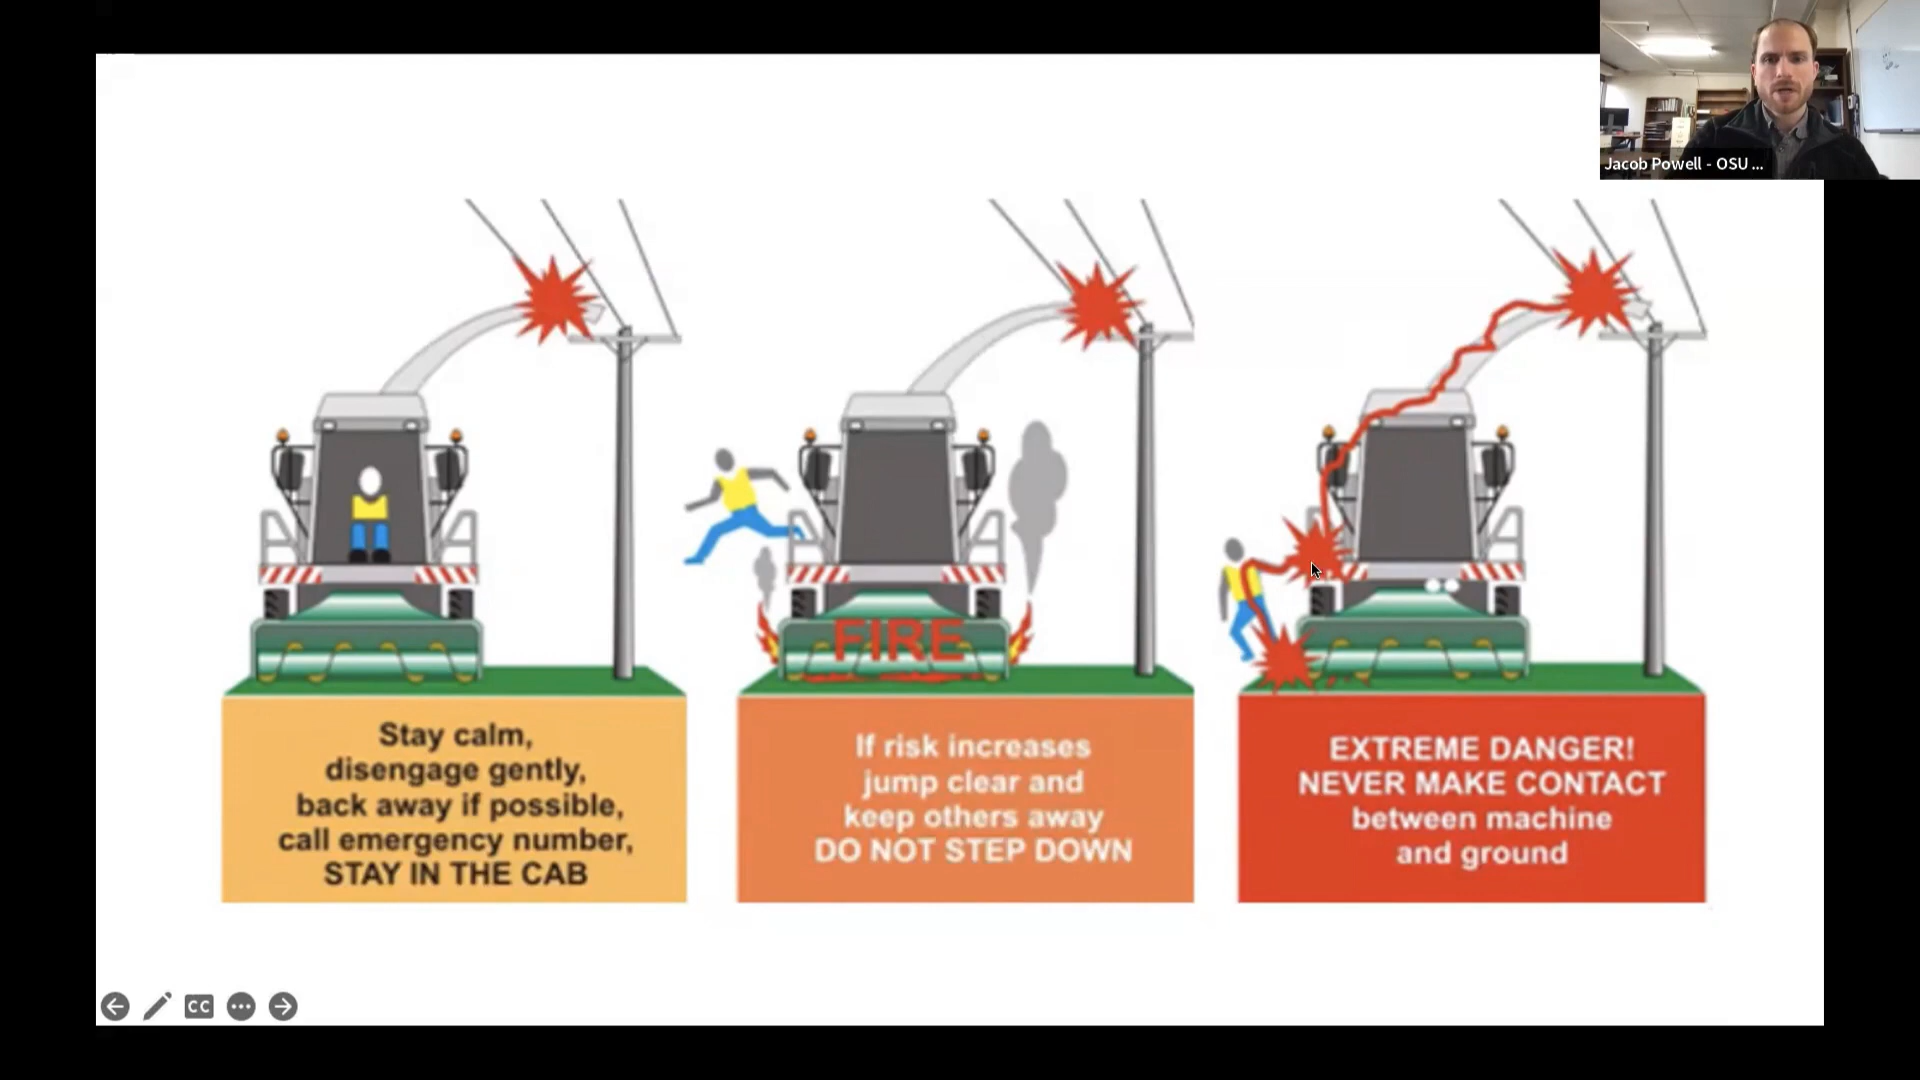 Jacob Powell - OSU ...
FIRE
Stay calm,
disengage gently,
back away if possible,
call emergency number,
STAY IN THE CAB
If risk increases
jump clear and
keep others away
DO NOT STEP DOWN
EXTREME DANGER!
NEVER MAKE CONTACT
between machine
and ground
CC